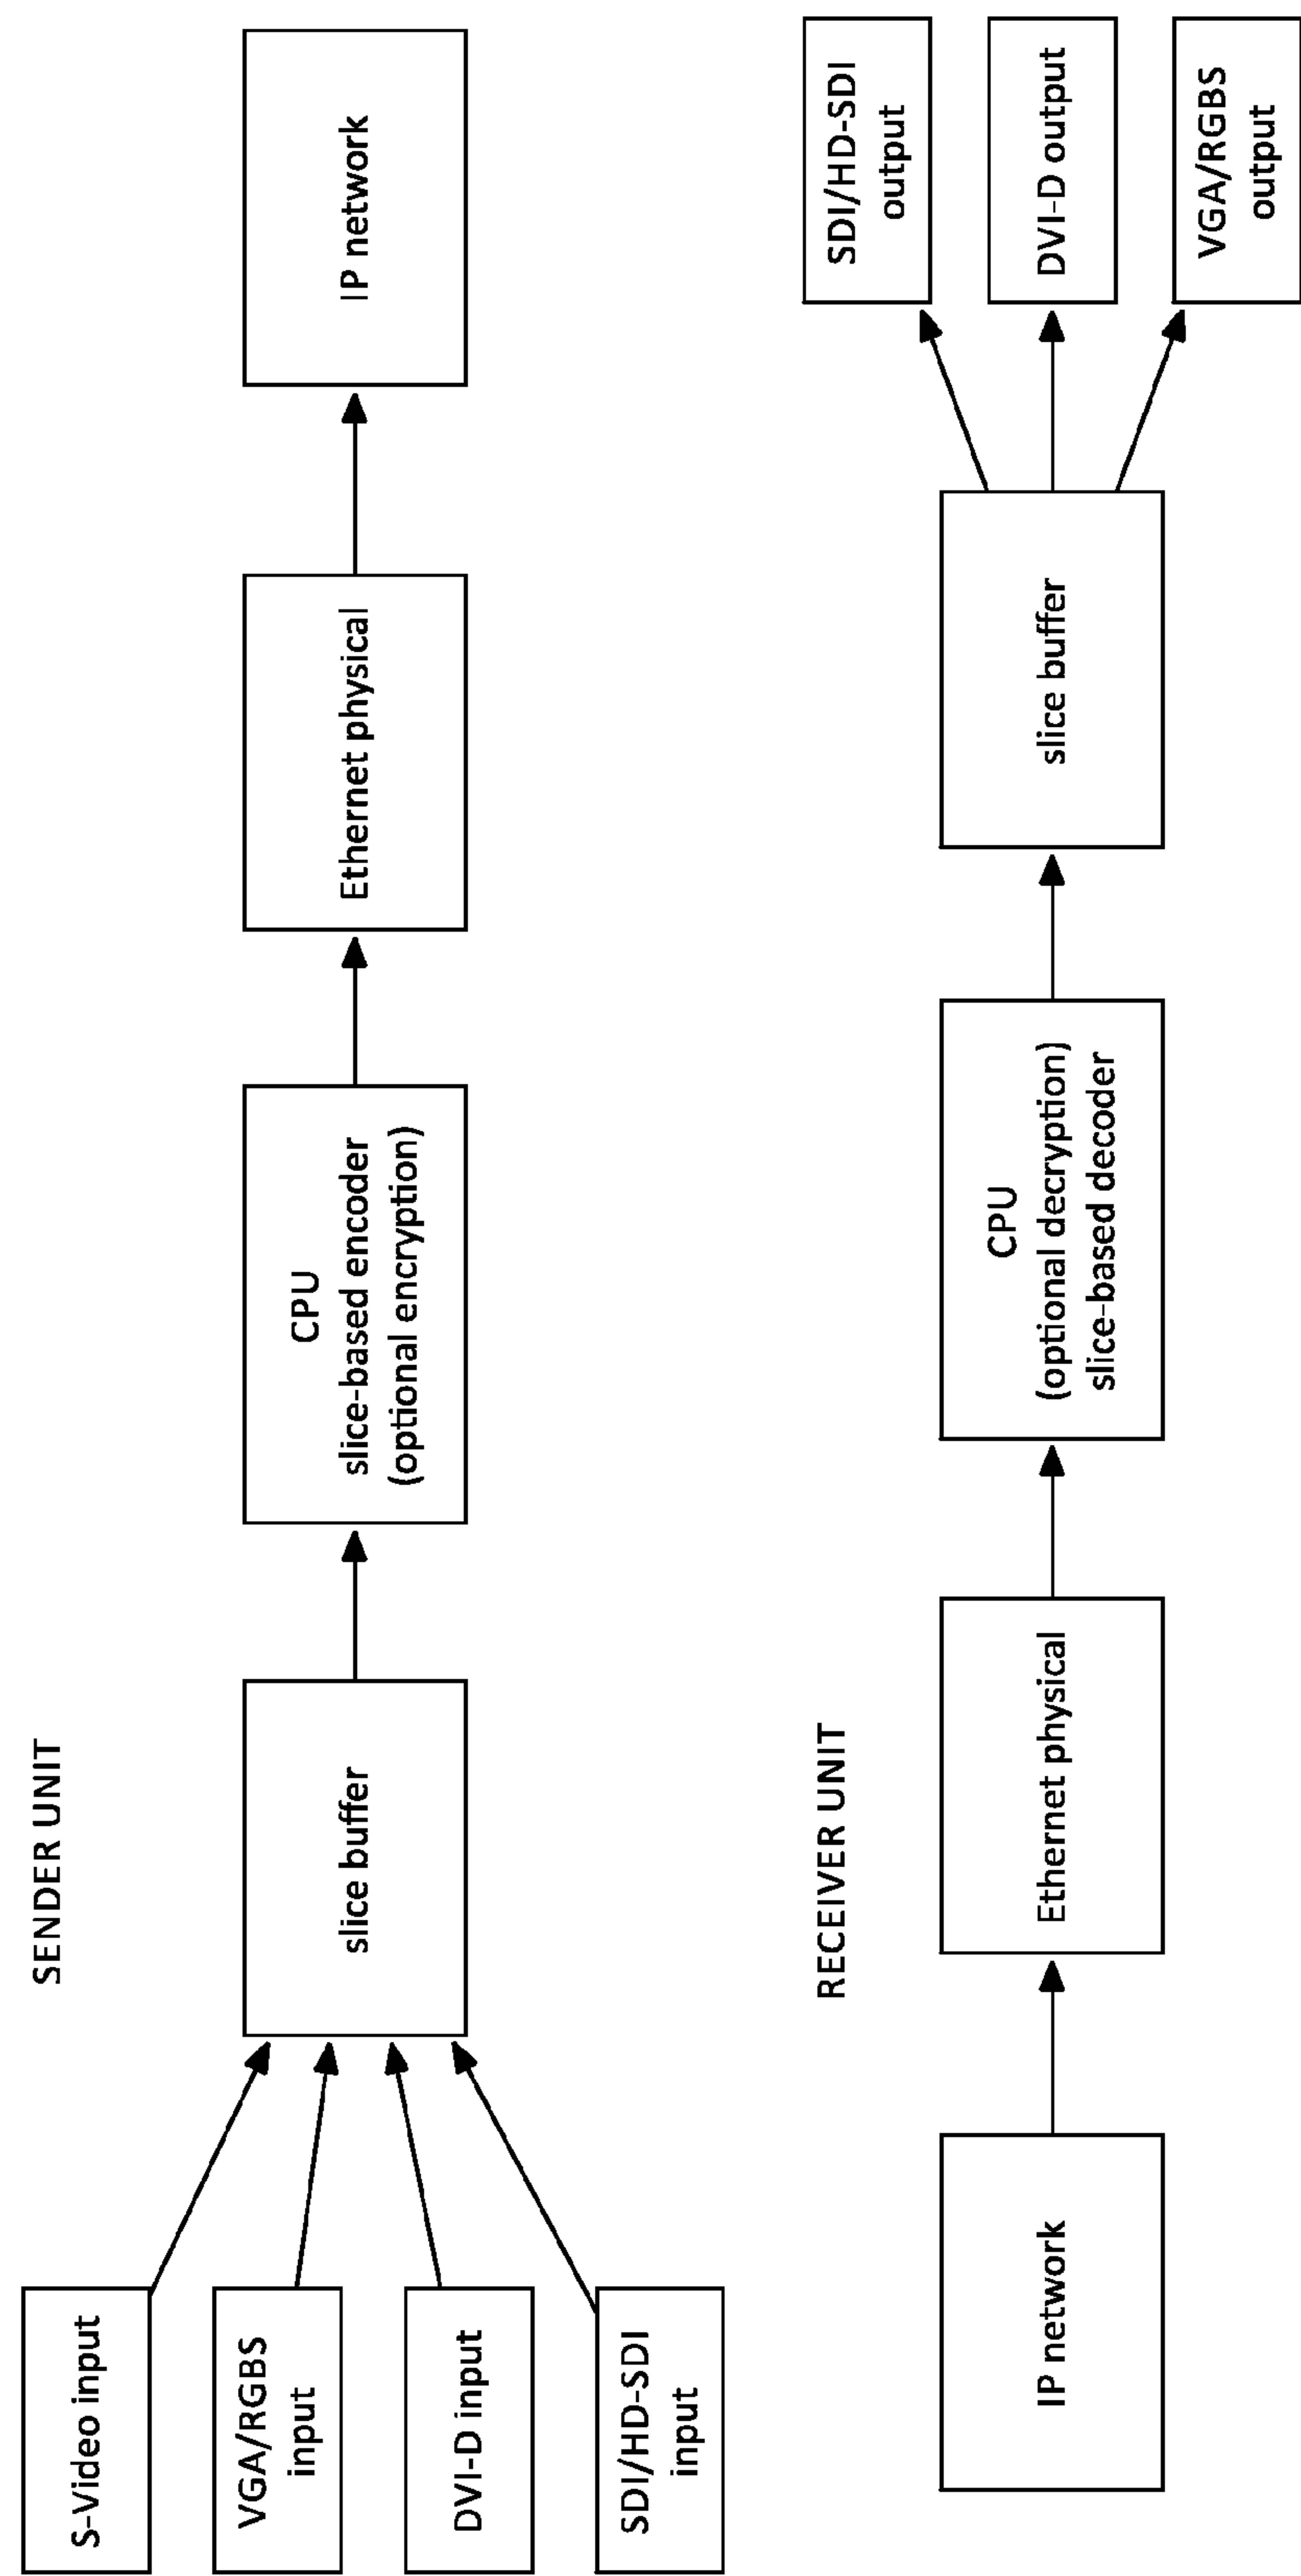 SENDER UNIT
S-Video input
VGA/RGBS
input
DVI-D input
SDI/HD-SDI
input
slice buffer
CPU
slice-based encoder
(optional encryption)
Ethernet physical
IP network
RECEIVER UNIT
IP network
Ethernet physical
CPU
(optional decryption)
slice-based decoder
slice buffer
SDI/HD-SDI
output
DVI-D output
VGA/RGBS
output